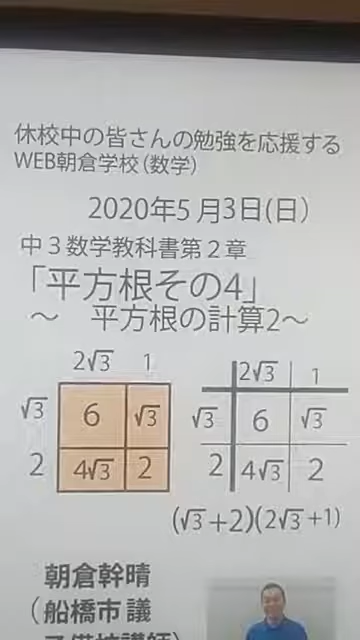 休校中の皆さんの勉強を応援する
WEB朝倉学校(数学)
2020年5月3日(日)
中3数学教科書第2章
「平方根その4」
～ 平方根の計算2～
2√3 1
√3 6 √3
2 4√3 2
2√3 1
√3 6 √3
2 4√3 2
(√3+2)(2√3+1)
朝倉幹晴
(船橋市議